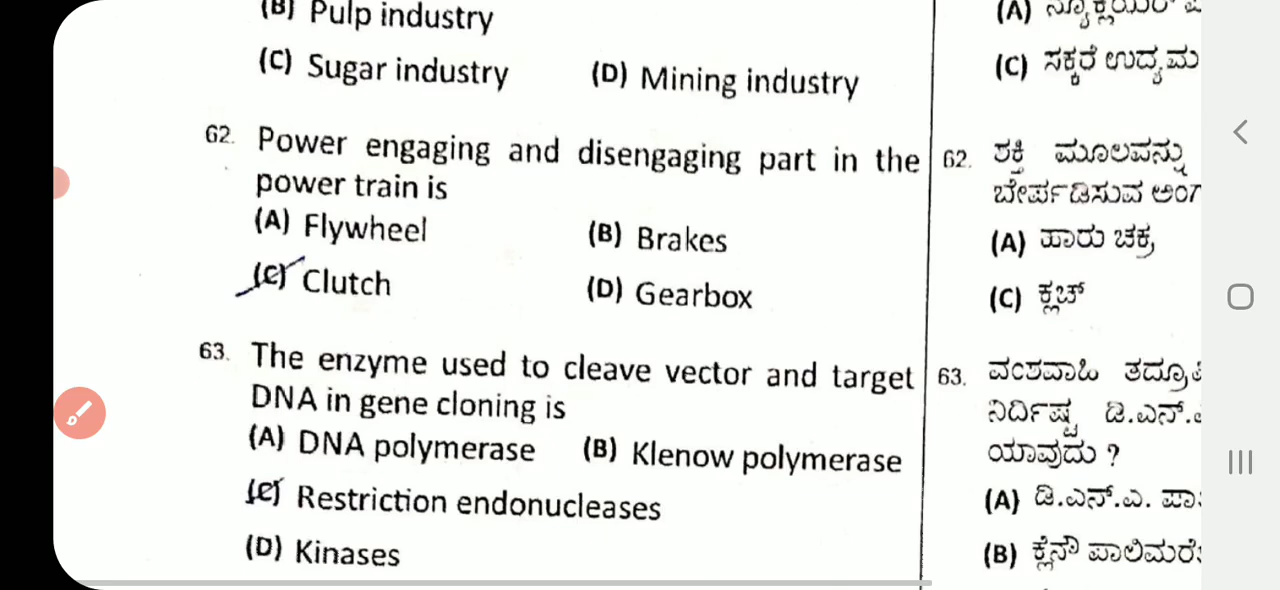 (B) Pulp industry
(C) Sugar industry (D) Mining industry
62. Power engaging and disengaging part in the
power train is
(A) Flywheel (B) Brakes
(C) Clutch (D) Gearbox
63. The enzyme used to cleave vector and target
DNA in gene cloning is
(A) DNA polymerase (B) Klenow polymerase
(C) Restriction endonucleases
(D) Kinases
(A)
(C) ಸಕ್ಕರೆ ಉದ್ಯಮ
62. ಶಕ್ತಿ ಮೂಲವನ್ನು
ಬೇರ್ಪಡಿಸುವ
(A) ಹಾರು ಚಕ್ರ
(C) ಕ್ಲಚ್
63. ವಂಶವಾಹಿ
ನಿರ್ದಿಷ್ಟ ಡಿ.ಎನ್.
ಯಾವುದು ?
(A) ಡಿ.ಎನ್.ಎ.
(B) ಕ್ಲೆನೌ